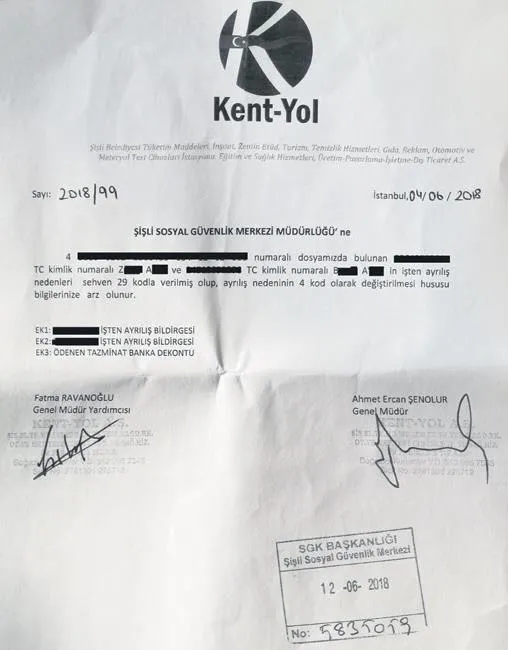 Kent-Yol
Şişli Belediyesi Tüketim Maddeleri, İnşaat, Zemin Etüd, Turizm, Temizlik Hizmetleri, Gıda, Reklam, Otomotiv ve
Materyal Test Cihazları İstasyonu, Eğitim ve Sağlık Hizmetleri, Üretim-Pazarlama-İşletme-Dış Ticaret A.S.
Sayı: 2018/99
İstanbul, 04/06/2018
ŞİŞLİ SOSYAL GÜVENLİK MERKEZİ MÜDÜRLÜĞÜ' ne
4 numaralı dosyamızda bulunan
TC kimlik numaralı Z A ve TC kimlik numaralı B A in işten ayrılış
nedenleri sehven 29 kodla verilmiş olup, ayrılış nedeninin 4 kod olarak değiştirilmesi hususu
bilgilerinize arz olunur.
EK1: İŞTEN AYRILIŞ BİLDİRGESİ
EK2: İŞTEN AYRILIŞ BİLDİRGESİ
EK3: ÖDENEN TAZMİNAT BANKA DEKONTU
Fatma RAVANOĞLU
Genel Müdür Yardımcısı
KENT-YOL A.Ş.
Ahmet Ercan ŞENOLUR
Genel Müdür
KENT-YOL A.Ş.
SGK BAŞKANLIĞI
Şişli Sosyal Güvenlik Merkezi
12 -06- 2018
No: 5835019